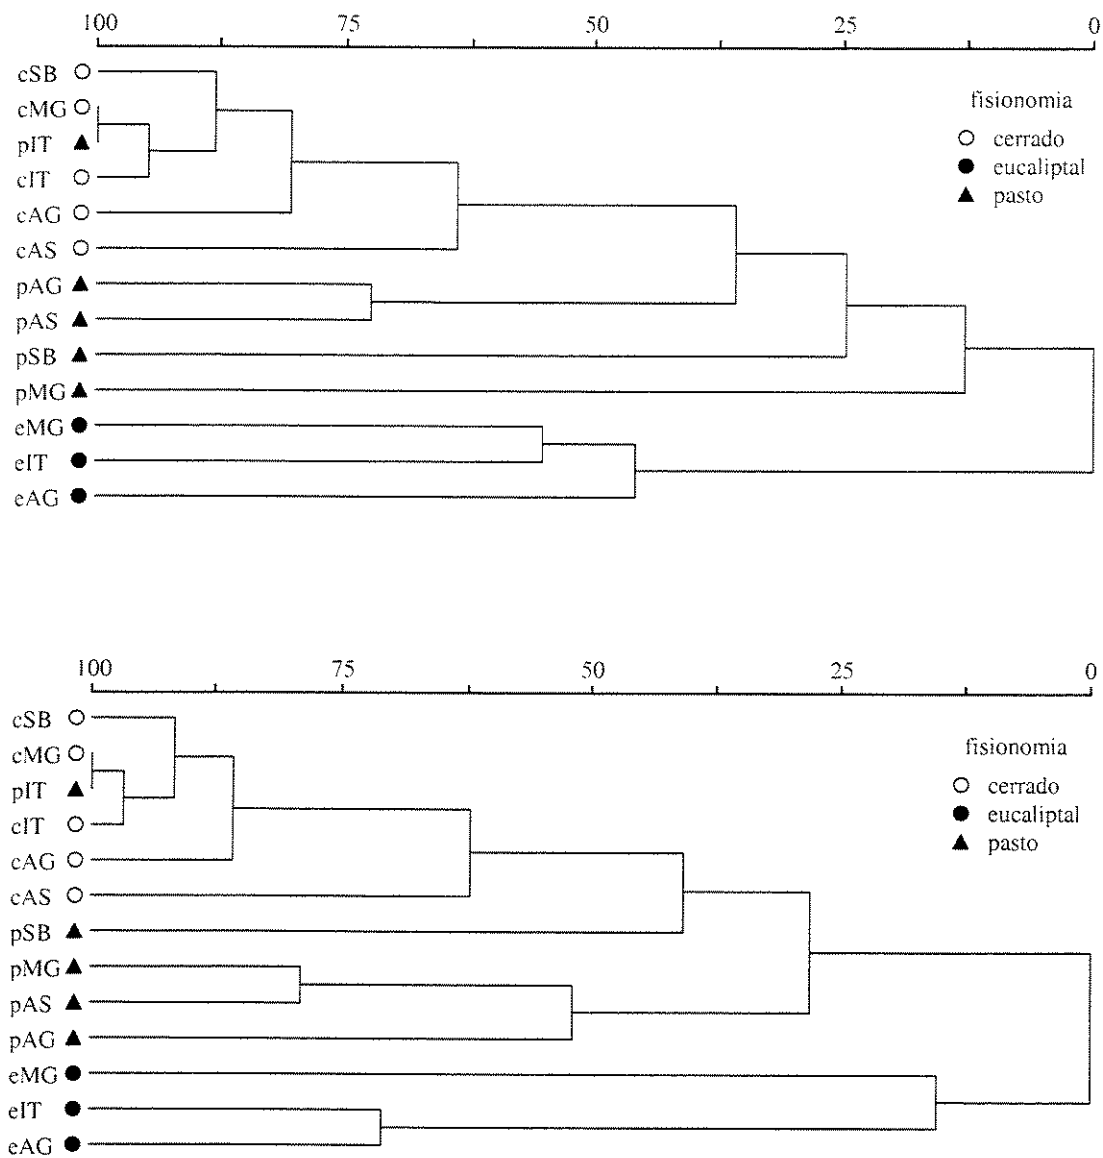 100 75 50 25 0
cSB
cMG
pIT
cIT
cAG
cAS
pAG
pAS
pSB
pMG
eMG
eIT
eAG
fisionomia
cerrado
eucaliptal
pasto
100 75 50 25 0
cSB
cMG
pIT
cIT
cAG
cAS
pSB
pMG
pAS
pAG
eMG
eIT
eAG
fisionomia
cerrado
eucaliptal
pasto